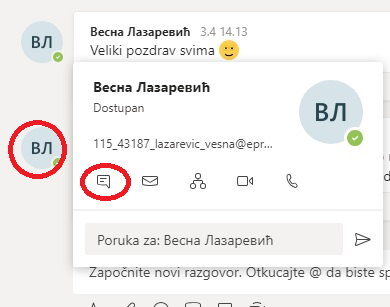 ВЛ
Весна Лазаревић 3.4 14.13
Veliki pozdrav svima
Весна Лазаревић
Dostupan
ВЛ
115_43187_lazarevic_vesna@epr...
ВЛ
Poruka za: Весна Лазаревић
Započnite novi razgovor. Otkucajte @ da biste sp